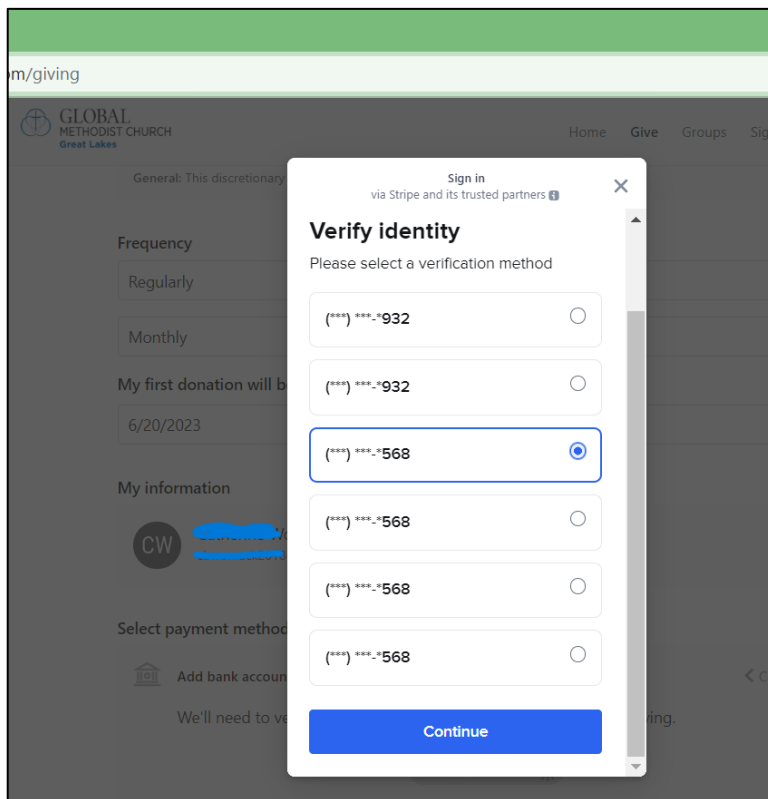 om/giving
GLOBAL
METHODIST CHURCH
Great Lakes
Home Give Groups
General: This discretionary
Sign in
via Stripe and its trusted partners
Verify identity
Please select a verification method
(***) ***-*932
(***) ***-*932
(***) ***-*568
(***) ***-*568
(***) ***-*568
(***) ***-*568
Continue
Frequency
Regularly
Monthly
My first donation will b
6/20/2023
My information
CW
Select payment method
Add bank accoun
We'll need to ve
ving.